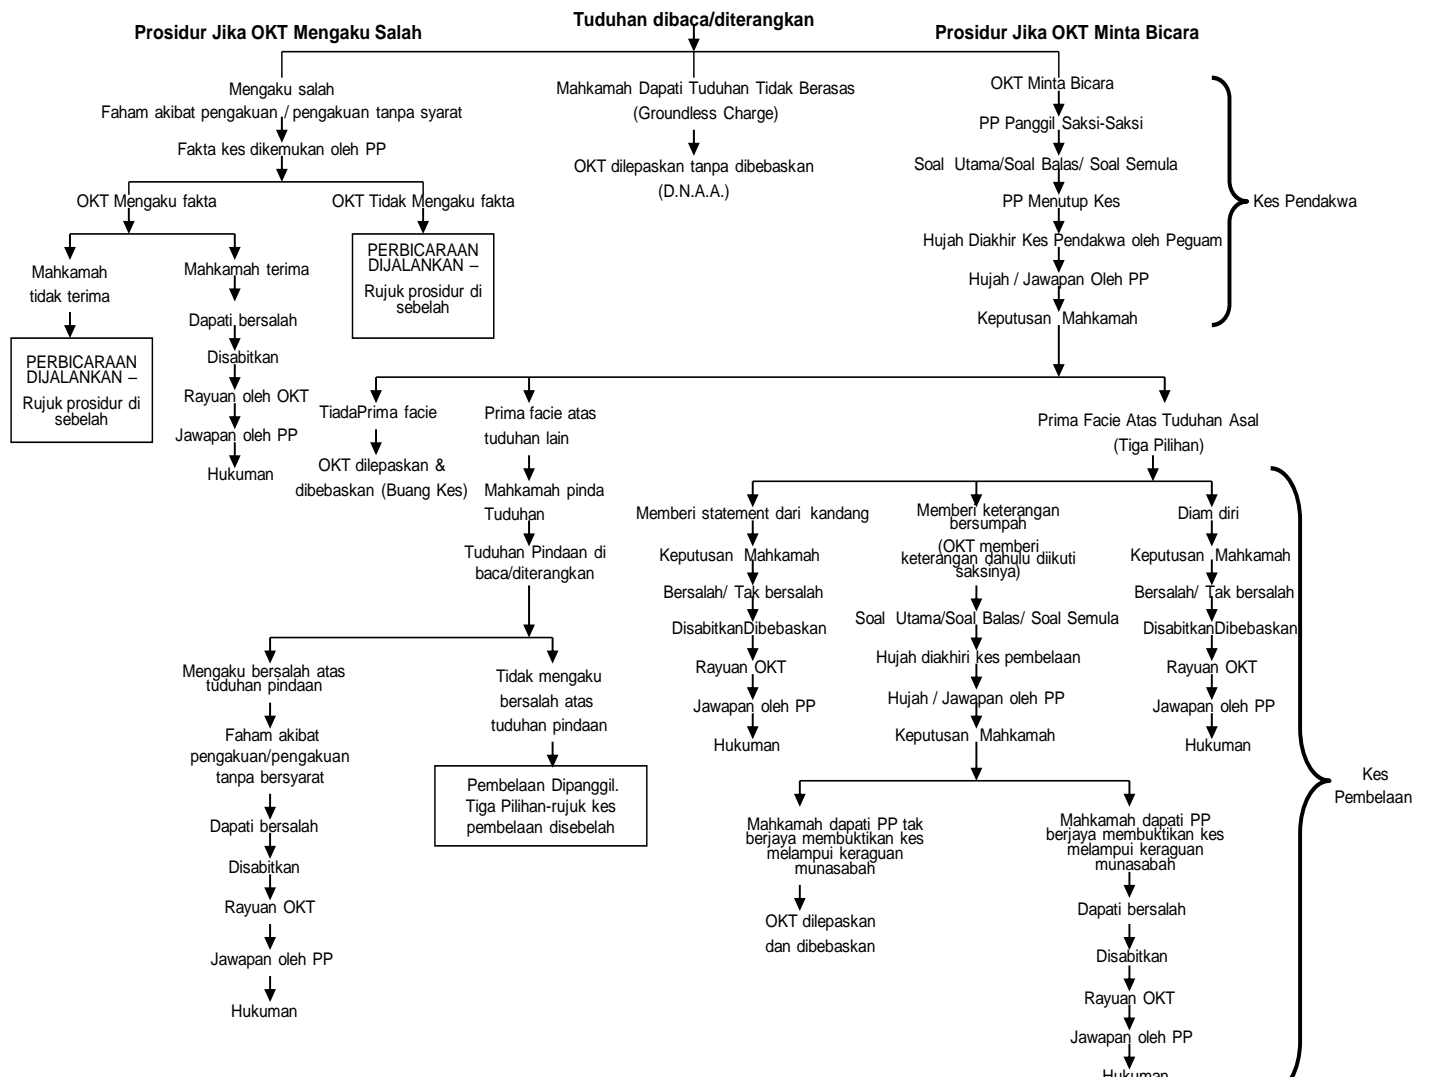 Tuduhan dibaca/diterangkan
Prosidur Jika OKT Mengaku Salah
Prosidur Jika OKT Minta Bicara
Mengaku salah
Faham akibat pengakuan / pengakuan tanpa syarat
Fakta kes dikemukan oleh PP
OKT Mengaku fakta
OKT Tidak Mengaku fakta
Mahkamah
tidak terima
PERBICARAAN
DIJALANKAN –
Rujuk prosidur di
sebelah
Mahkamah terima
Dapati bersalah
Disabitkan
Rayuan oleh OKT
Jawapan oleh PP
Hukuman
PERBICARAAN
DIJALANKAN –
Rujuk prosidur di
sebelah
Mahkamah Dapati Tuduhan Tidak Berasas
(Groundless Charge)
OKT dilepaskan tanpa dibebaskan
(D.N.A.A.)
OKT Minta Bicara
PP Panggil Saksi-Saksi
Soal Utama/Soal Balas/ Soal Semula
PP Menutup Kes
Hujah Diakhir Kes Pendakwa oleh Peguam
Hujah / Jawapan Oleh PP
Keputusan Mahkamah
Kes Pendakwa
TiadaPrima facie
OKT dilepaskan &
dibebaskan (Buang Kes)
Prima facie atas
tuduhan lain
Mahkamah pinda
Tuduhan
Tuduhan Pindaan di
baca/diterangkan
Mengaku bersalah atas
tuduhan pindaan
Faham akibat
pengakuan/pengakuan
tanpa bersyarat
Dapati bersalah
Disabitkan
Rayuan OKT
Jawapan oleh PP
Hukuman
Tidak mengaku
bersalah atas
tuduhan pindaan
Pembelaan Dipanggil.
Tiga Pilihan-rujuk kes
pembelaan disebelah
Prima Facie Atas Tuduhan Asal
(Tiga Pilihan)
Memberi statement dari kandang
Keputusan Mahkamah
Bersalah/ Tak bersalah
DisabitkanDibebaskan
Rayuan OKT
Jawapan oleh PP
Hukuman
Memberi keterangan
bersumpah
(OKT memberi
keterangan dahulu diikuti
saksinya)
Soal Utama/Soal Balas/ Soal Semula
Hujah diakhiri kes pembelaan
Hujah / Jawapan oleh PP
Keputusan Mahkamah
Mahkamah dapati PP tak
berjaya membuktikan kes
melampui keraguan
munasabah
OKT dilepaskan
dan dibebaskan
Mahkamah dapati PP
berjaya membuktikan kes
melampui keraguan
munasabah
Dapati bersalah
Disabitkan
Rayuan OKT
Jawapan oleh PP
Hukuman
Diam diri
Keputusan Mahkamah
Bersalah/ Tak bersalah
DisabitkanDibebaskan
Rayuan OKT
Jawapan oleh PP
Hukuman
Kes
Pembelaan